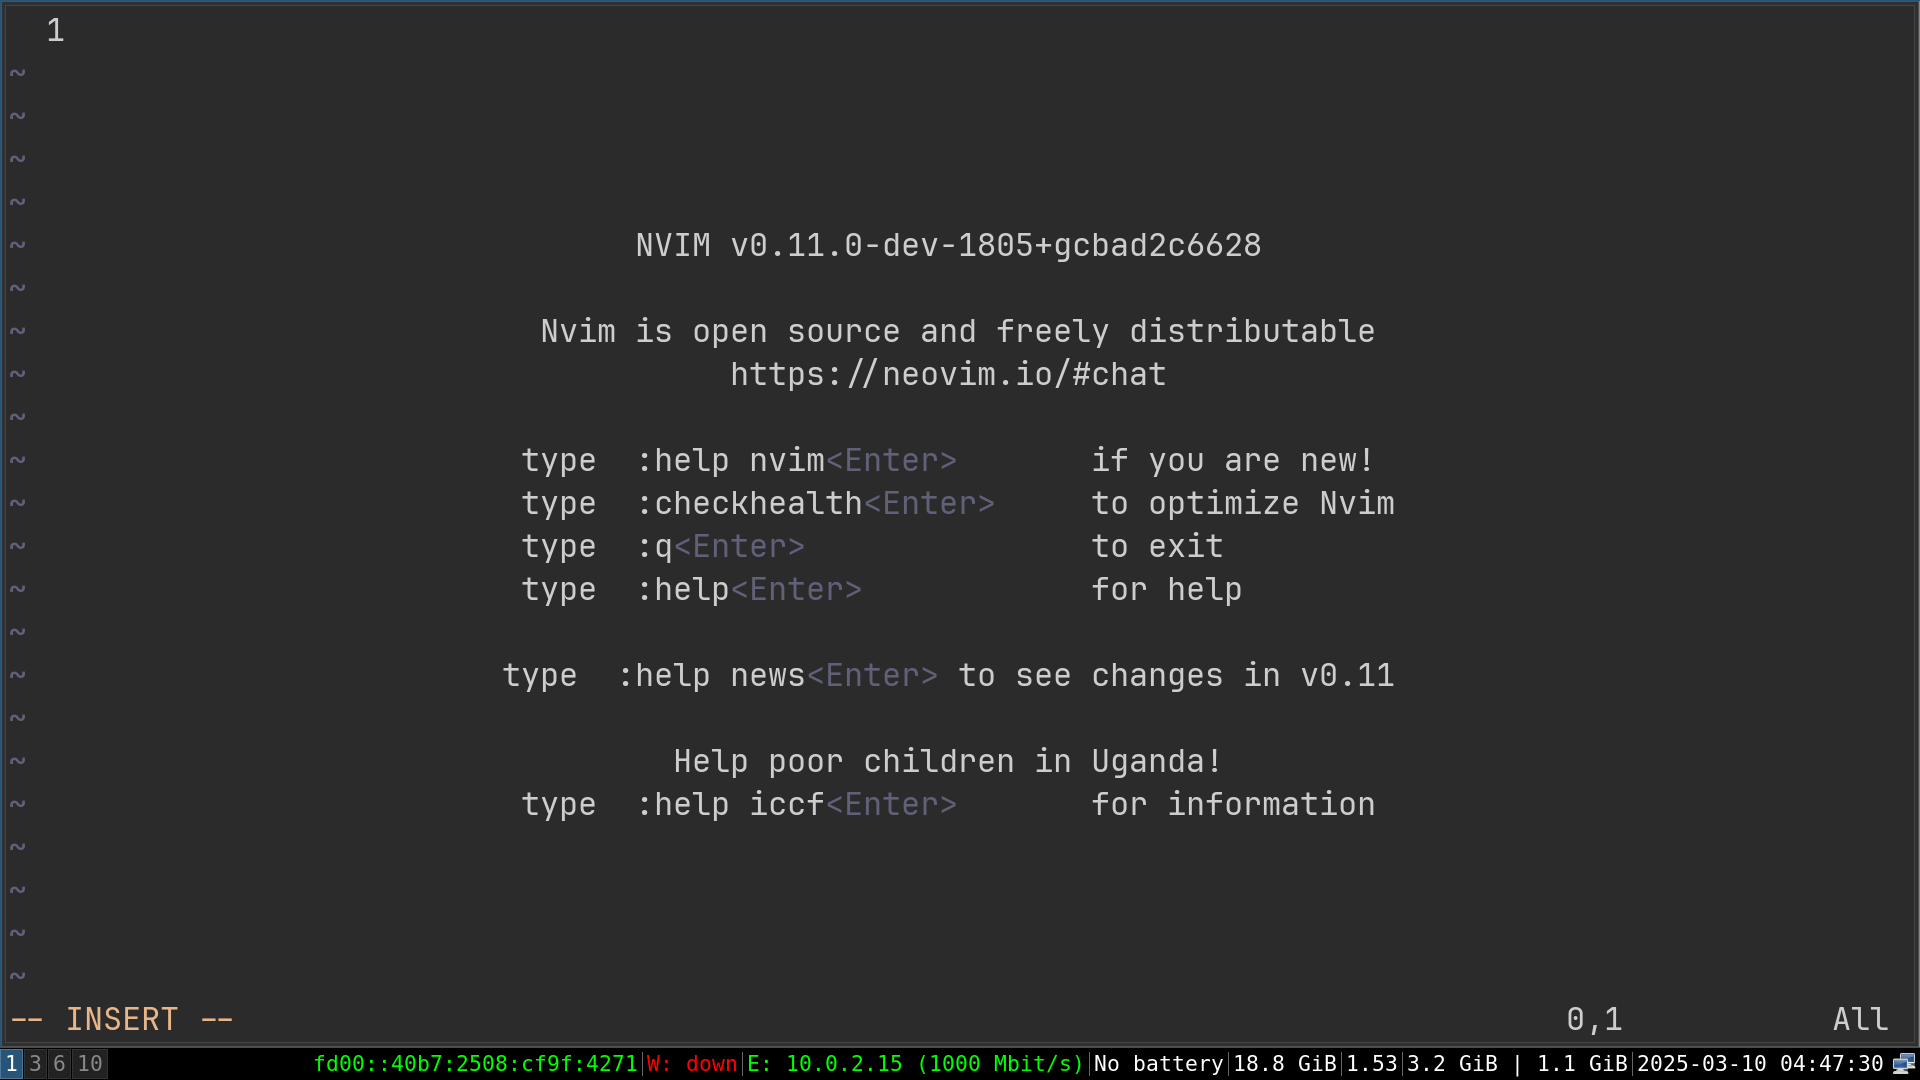 1
~
~
~
~
~
NVIM v0.11.0-dev-1805+gcbad2c6628
~
~ Nvim is open source and freely distributable
~ https://neovim.io/#chat
~
~ type :help nvim<Enter> if you are new!
~ type :checkhealth<Enter> to optimize Nvim
~ type :q<Enter> to exit
~ type :help<Enter> for help
~
~ type :help news<Enter> to see changes in v0.11
~
~ Help poor children in Uganda!
~ type :help iccf<Enter> for information
~
~
~
~
-- INSERT -- 0,1 All
1 3 6 10 fd00::40b7:2508:cf9f:4271|W: down|E: 10.0.2.15 (1000 Mbit/s)|No battery|18.8 GiB|1.53|3.2 GiB | 1.1 GiB|2025-03-10 04:47:30